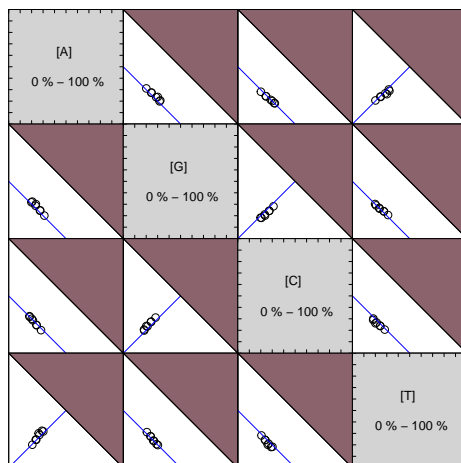 [A]
0 % – 100 %
[G]
0 % – 100 %
[C]
0 % – 100 %
[T]
0 % – 100 %